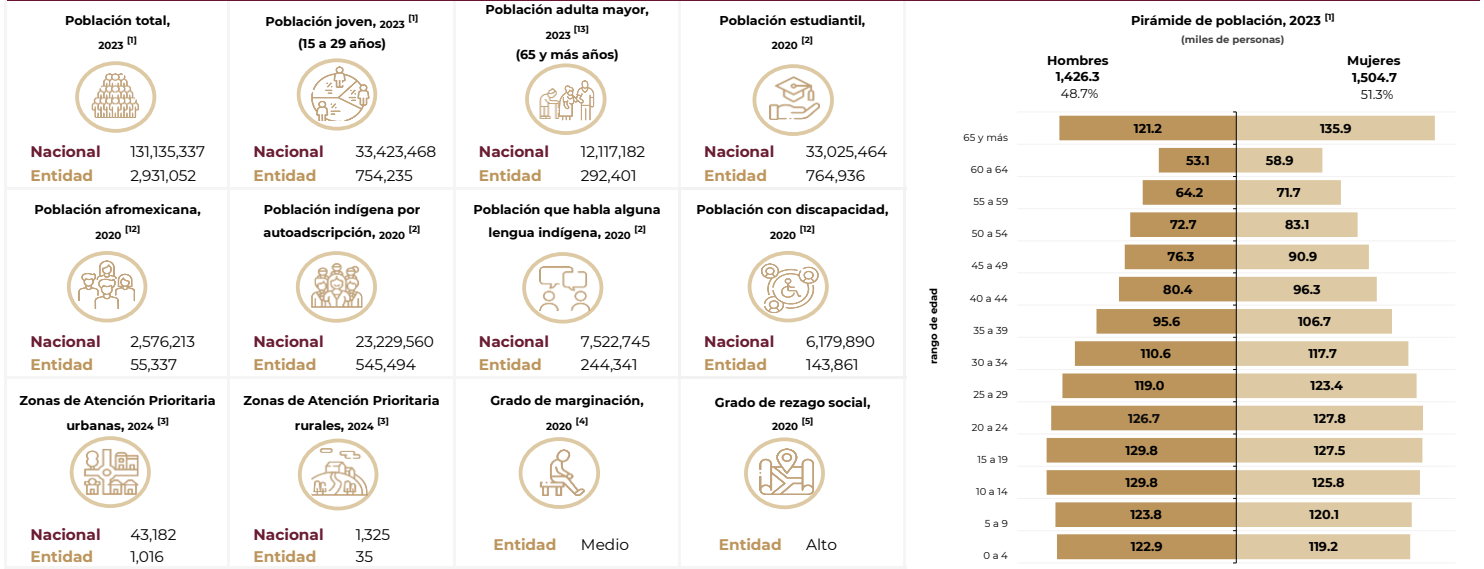 Población total,
2023 [1]
Nacional 131,135,337
Entidad 2,931,052
Población joven, 2023 [1]
(15 a 29 años)
Nacional 33,423,468
Entidad 754,235
Población adulta mayor,
2023 [13]
(65 y más años)
Nacional 12,117,182
Entidad 292,401
Población estudiantil,
2020 [2]
Nacional 33,025,464
Entidad 764,936
Población afromexicana,
2020 [12]
Nacional 2,576,213
Entidad 55,337
Población indígena por
autoadscripción, 2020 [2]
Nacional 23,229,560
Entidad 545,494
Población que habla alguna
lengua indígena, 2020 [2]
Nacional 7,522,745
Entidad 244,341
Población con discapacidad,
2020 [12]
Nacional 6,179,890
Entidad 143,861
Zonas de Atención Prioritaria
urbanas, 2024 [3]
Nacional 43,182
Entidad 1,016
Zonas de Atención Prioritaria
rurales, 2024 [3]
Nacional 1,325
Entidad 35
Grado de marginación,
2020 [4]
Entidad Medio
Grado de rezago social,
2020 [5]
Entidad Alto
Pirámide de población, 2023 [1]
(miles de personas)
Hombres
1,426.3
48.7%
Mujeres
1,504.7
51.3%
rango de edad
65 y más 121.2 135.9
60 a 64 53.1 58.9
55 a 59 64.2 71.7
50 a 54 72.7 83.1
45 a 49 76.3 90.9
40 a 44 80.4 96.3
35 a 39 95.6 106.7
30 a 34 110.6 117.7
25 a 29 119.0 123.4
20 a 24 126.7 127.8
15 a 19 129.8 127.5
10 a 14 129.8 125.8
5 a 9 123.8 120.1
0 a 4 122.9 119.2